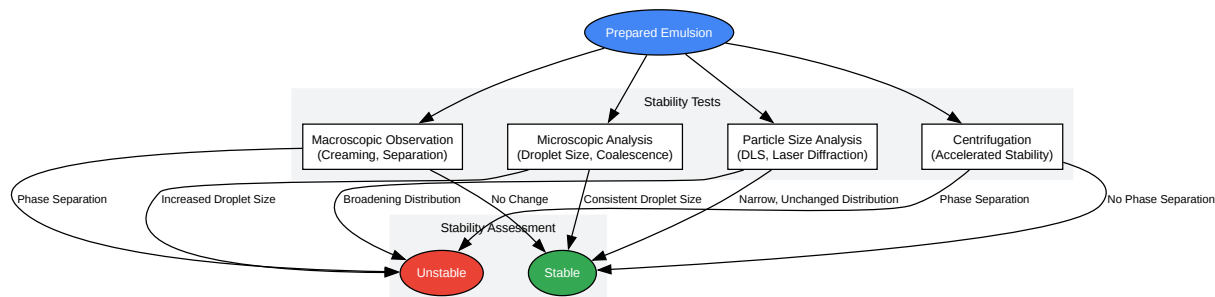 Prepared Emulsion
Stability Tests
Macroscopic Observation
(Creaming, Separation)
Microscopic Analysis
(Droplet Size, Coalescence)
Particle Size Analysis
(DLS, Laser Diffraction)
Centrifugation
(Accelerated Stability)
Phase Separation
Increased Droplet Size
Broadening Distribution
No Change
Consistent Droplet Size
Narrow, Unchanged Distribution
Phase Separation
No Phase Separation
Stability Assessment
Unstable
Stable